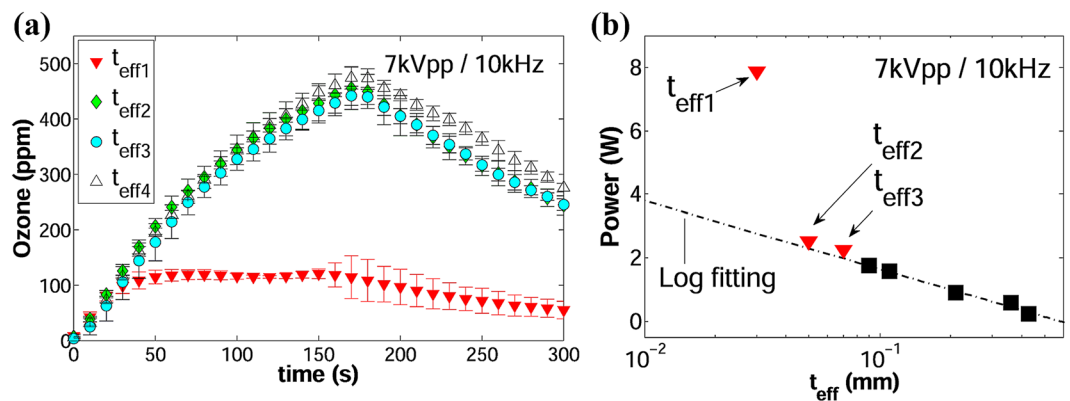 (a)
7kVpp / 10kHz
t_eff1
t_eff2
t_eff3
t_eff4
Ozone (ppm)
500
400
300
200
100
0
0 50 100 150 200 250 300
time (s)
(b)
7kVpp / 10kHz
t_eff1
t_eff2
t_eff3
Log fitting
Power (W)
8
6
4
2
0
10^-2 10^-1
t_eff (mm)